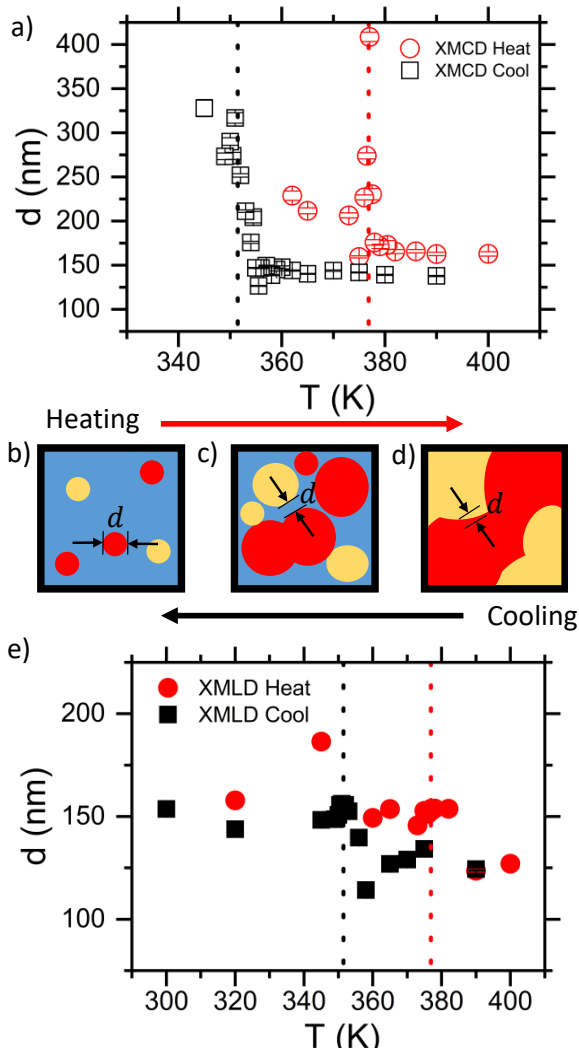 a)
d (nm)
400
350
300
250
200
150
100
XMCD Heat
XMCD Cool
340 360 380 400
T (K)
Heating
b) c) d)
d d d
Cooling
e)
d (nm)
200
150
100
XMLD Heat
XMLD Cool
300 320 340 360 380 400
T (K)